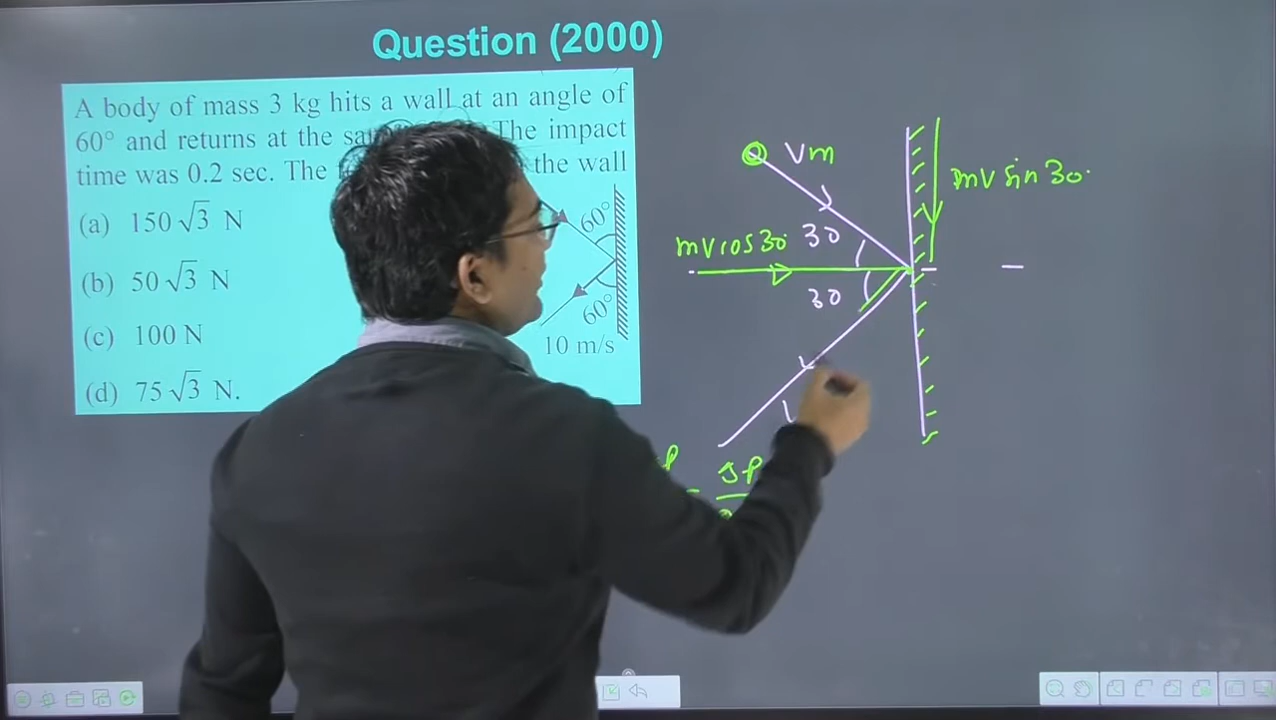 Question (2000)
A body of mass 3 kg hits a wall at an angle of
60° and returns at the The impact
time was 0.2 sec. The the wall
(a) 150 √3 N
(b) 50 √3 N
(c) 100 N
(d) 75 √3 N.
60°
60°
10 m/s
Vm
mv sin 30
mv cos 30
30
30